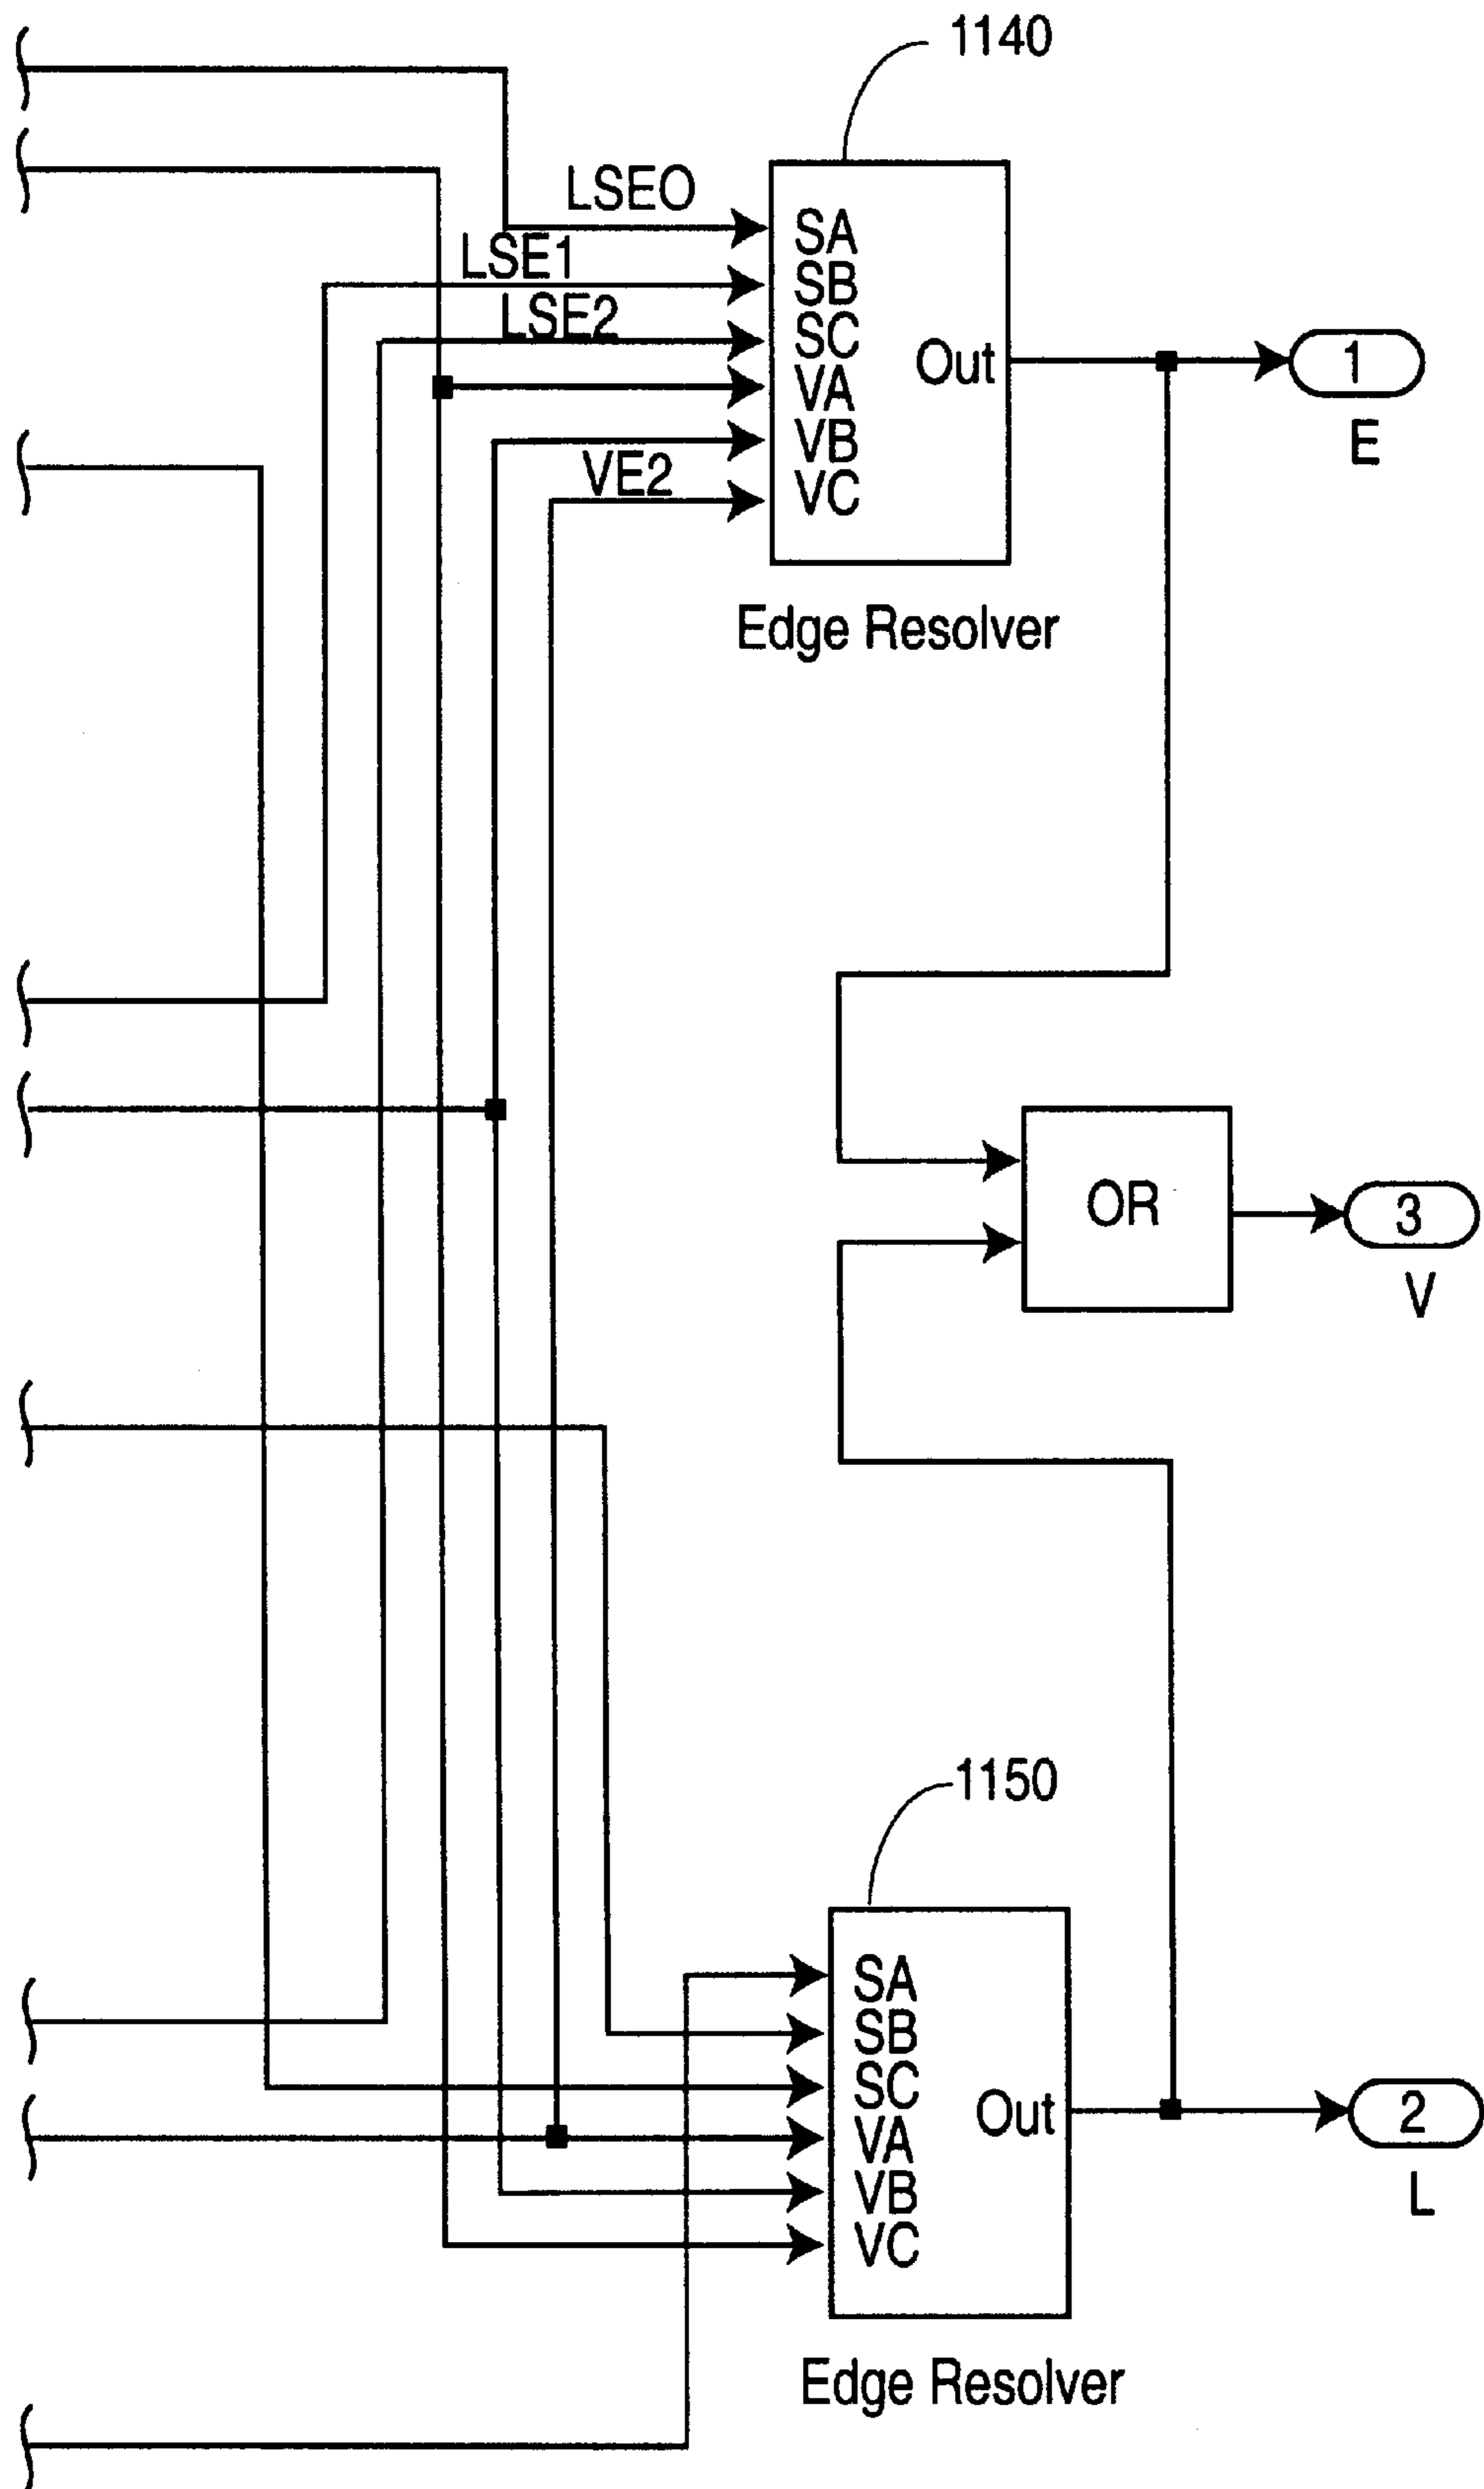 1140
LSEO
SA
LSE1
SB
LSE2
SC
Out
1
VA
E
VB
VE2
VC
Edge Resolver
OR
3
V
1150
SA
SB
SC
Out
2
VA
VB
L
VC
Edge Resolver